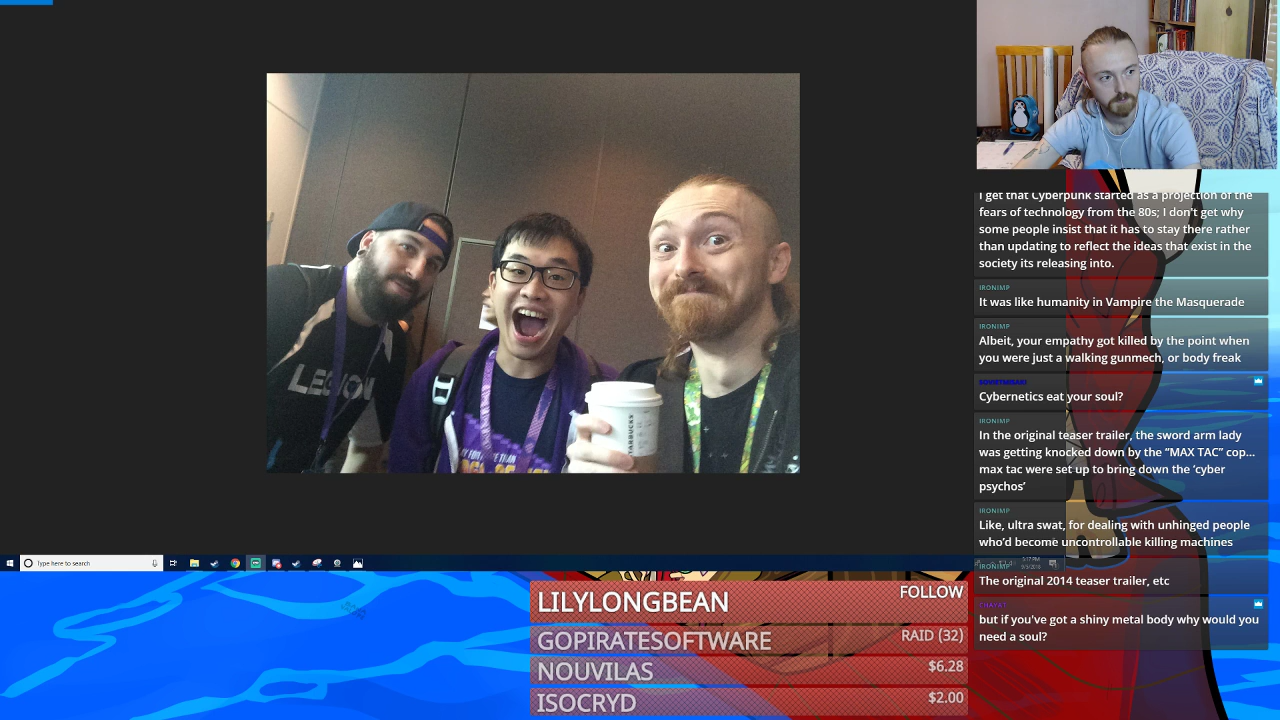 LEGION
STARBUCKS
I get that Cyberpunk started as a projection of the
fears of technology from the 80s; I don't get why
some people insist that it has to stay there rather
than updating to reflect the ideas that exist in the
society its releasing into.
IRONIMP
It was like humanity in Vampire the Masquerade
IRONIMP
Albeit, your empathy got killed by the point when
you were just a walking gunmech, or body freak
Cybernetics eat your soul?
IRONIMP
In the original teaser trailer, the sword arm lady
was getting knocked down by the “MAX TAC” cop...
max tac were set up to bring down the ‘cyber
psychos’
IRONIMP
Like, ultra swat, for dealing with unhinged people
who’d become uncontrollable killing machines
IRONIMP
The original 2014 teaser trailer, etc
but if you've got a shiny metal body why would you
need a soul?
Type here to search
LILYLONGBEAN
FOLLOW
GOPIRATESOFTWARE
RAID (32)
NOUVILAS
$6.28
ISOCRYD
$2.00